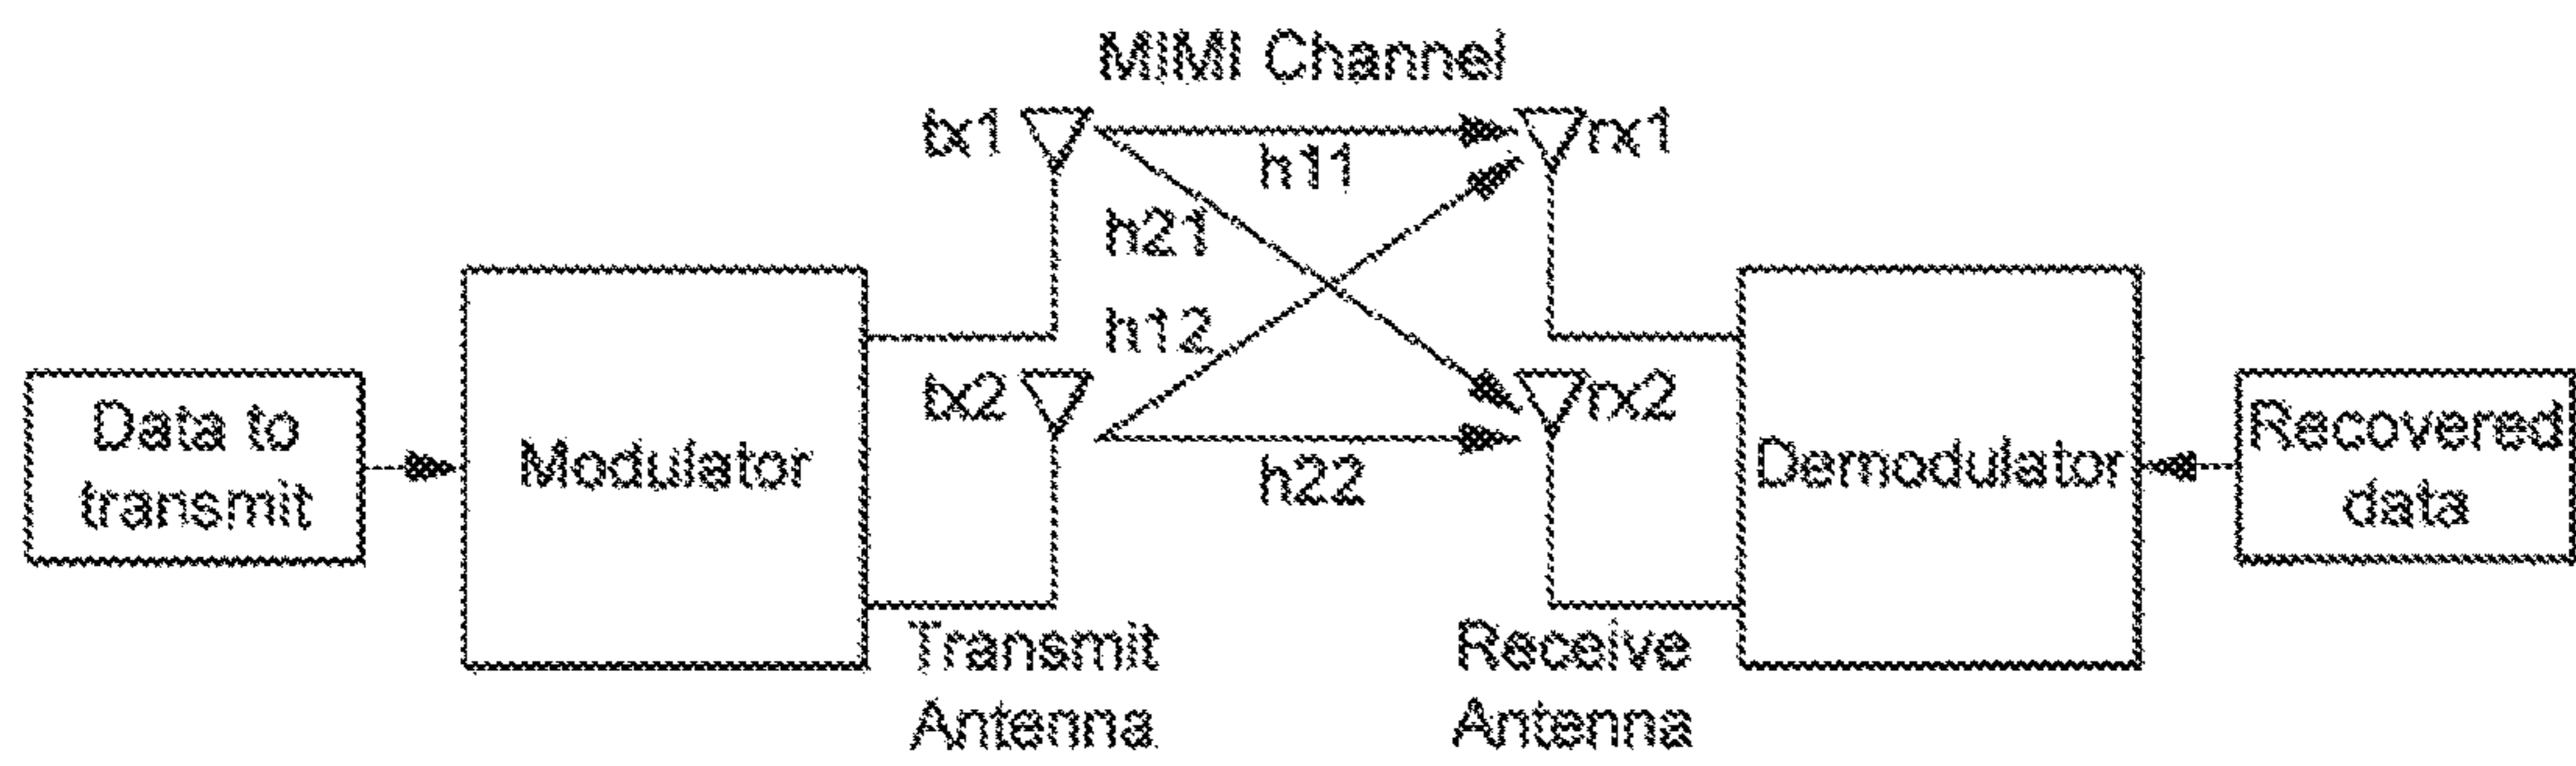 MIMI Channel
tx1
rx1
h11
h21
h12
tx2
rx2
h22
Data to
transmit
Modulator
Demodulator
Recovered
data
Transmit
Antenna
Receive
Antenna